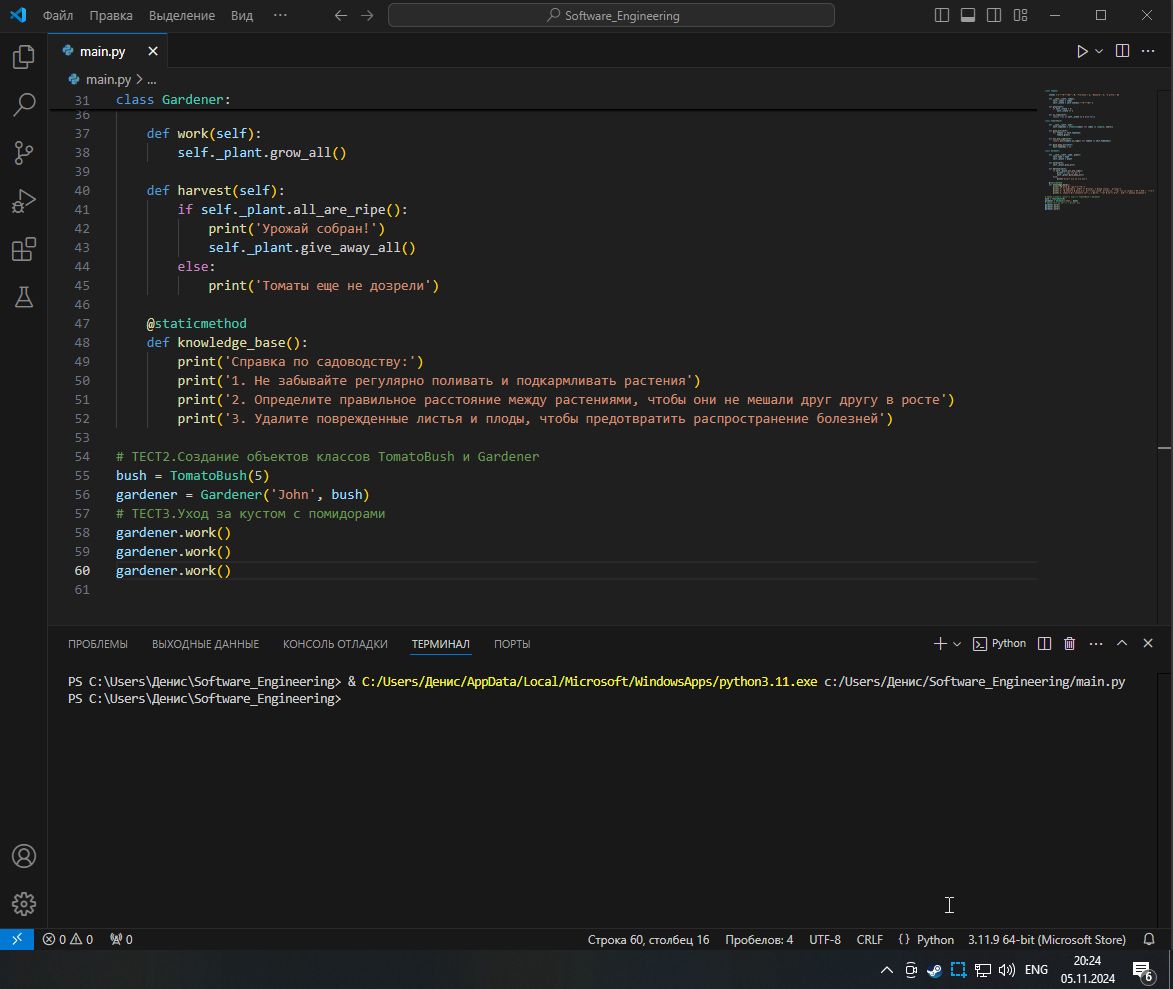 Файл Правка Выделение Вид ··· Software_Engineering
main.py
main.py > ...
31 class Gardener:
36
37 def work(self):
38 self._plant.grow_all()
39
40 def harvest(self):
41 if self._plant.all_are_ripe():
42 print('Урожай собран!')
43 self._plant.give_away_all()
44 else:
45 print('Томаты еще не дозрели')
46
47 @staticmethod
48 def knowledge_base():
49 print('Справка по садоводству:')
50 print('1. Не забывайте регулярно поливать и подкармливать растения')
51 print('2. Определите правильное расстояние между растениями, чтобы они не мешали друг другу в росте')
52 print('3. Удалите поврежденные листья и плоды, чтобы предотвратить распространение болезней')
53
54 # ТЕСТ2.Создание объектов классов TomatoBush и Gardener
55 bush = TomatoBush(5)
56 gardener = Gardener('John', bush)
57 # ТЕСТ3.Уход за кустом с помидорами
58 gardener.work()
59 gardener.work()
60 gardener.work()
61
ПРОБЛЕМЫ ВЫХОДНЫЕ ДАННЫЕ КОНСОЛЬ ОТЛАДКИ ТЕРМИНАЛ ПОРТЫ Python
PS C:\Users\Денис\Software_Engineering> & C:/Users/Денис/AppData/Local/Microsoft/WindowsApps/python3.11.exe c:/Users/Денис/Software_Engineering/main.py
PS C:\Users\Денис\Software_Engineering>
0 0 0 Строка 60, столбец 16 Пробелов: 4 UTF-8 CRLF {} Python 3.11.9 64-bit (Microsoft Store)
ENG 20:24
05.11.2024 6